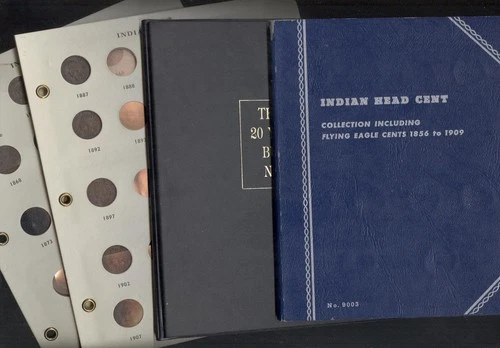 INDI
1887
1888
1892
1897
1902
1907
1868
1873
TH
20 Y
B
N
INDIAN HEAD CENT
COLLECTION INCLUDING
FLYING EAGLE CENTS 1856 to 1909
No. 9003